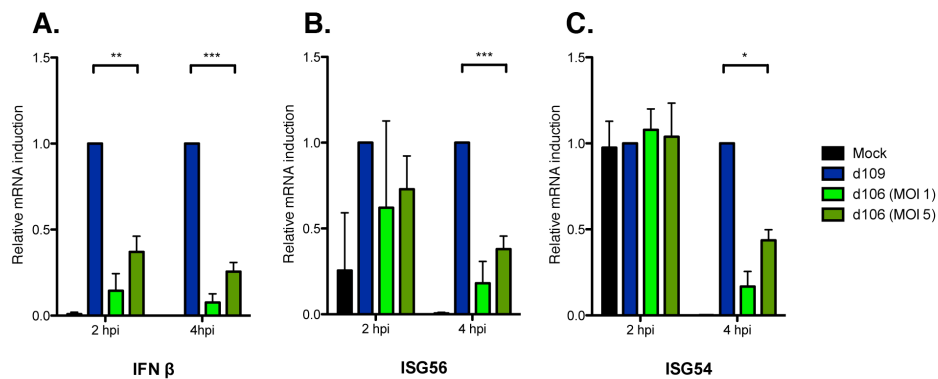 A.
Relative mRNA induction
1.5
1.0
0.5
0.0
**
***
2 hpi
4hpi
IFN β
B.
Relative mRNA induction
1.5
1.0
0.5
0.0
***
2 hpi
4 hpi
ISG56
C.
Relative mRNA induction
1.5
1.0
0.5
0.0
*
2 hpi
4 hpi
ISG54
Mock
d109
d106 (MOI 1)
d106 (MOI 5)